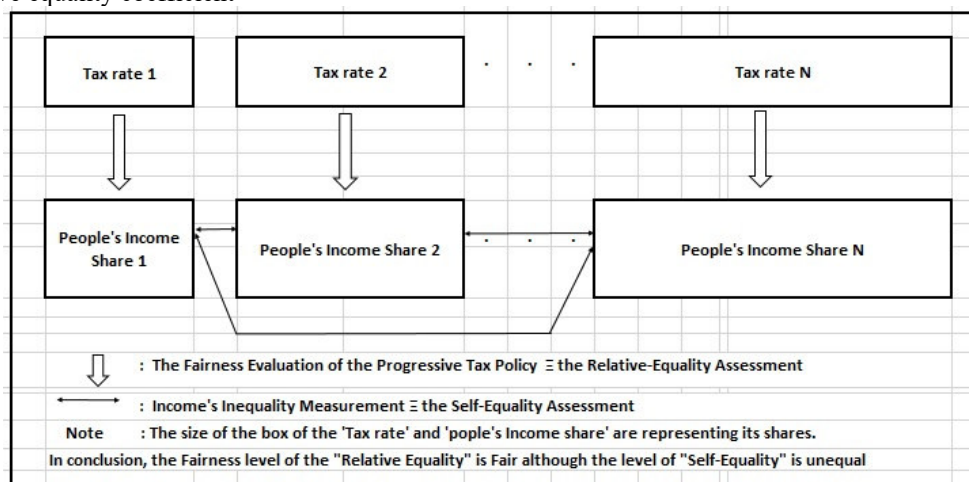 Tax rate 1 Tax rate 2 . . . Tax rate N
People's Income
Share 1
People's Income Share 2 . . . People's Income Share N
: The Fairness Evaluation of the Progressive Tax Policy Ξ the Relative-Equality Assessment
: Income's Inequality Measurement Ξ the Self-Equality Assessment
Note : The size of the box of the 'Tax rate' and 'pople's Income share' are representing its shares.
In conclusion, the Fairness level of the "Relative Equality" is Fair although the level of "Self-Equality" is unequal